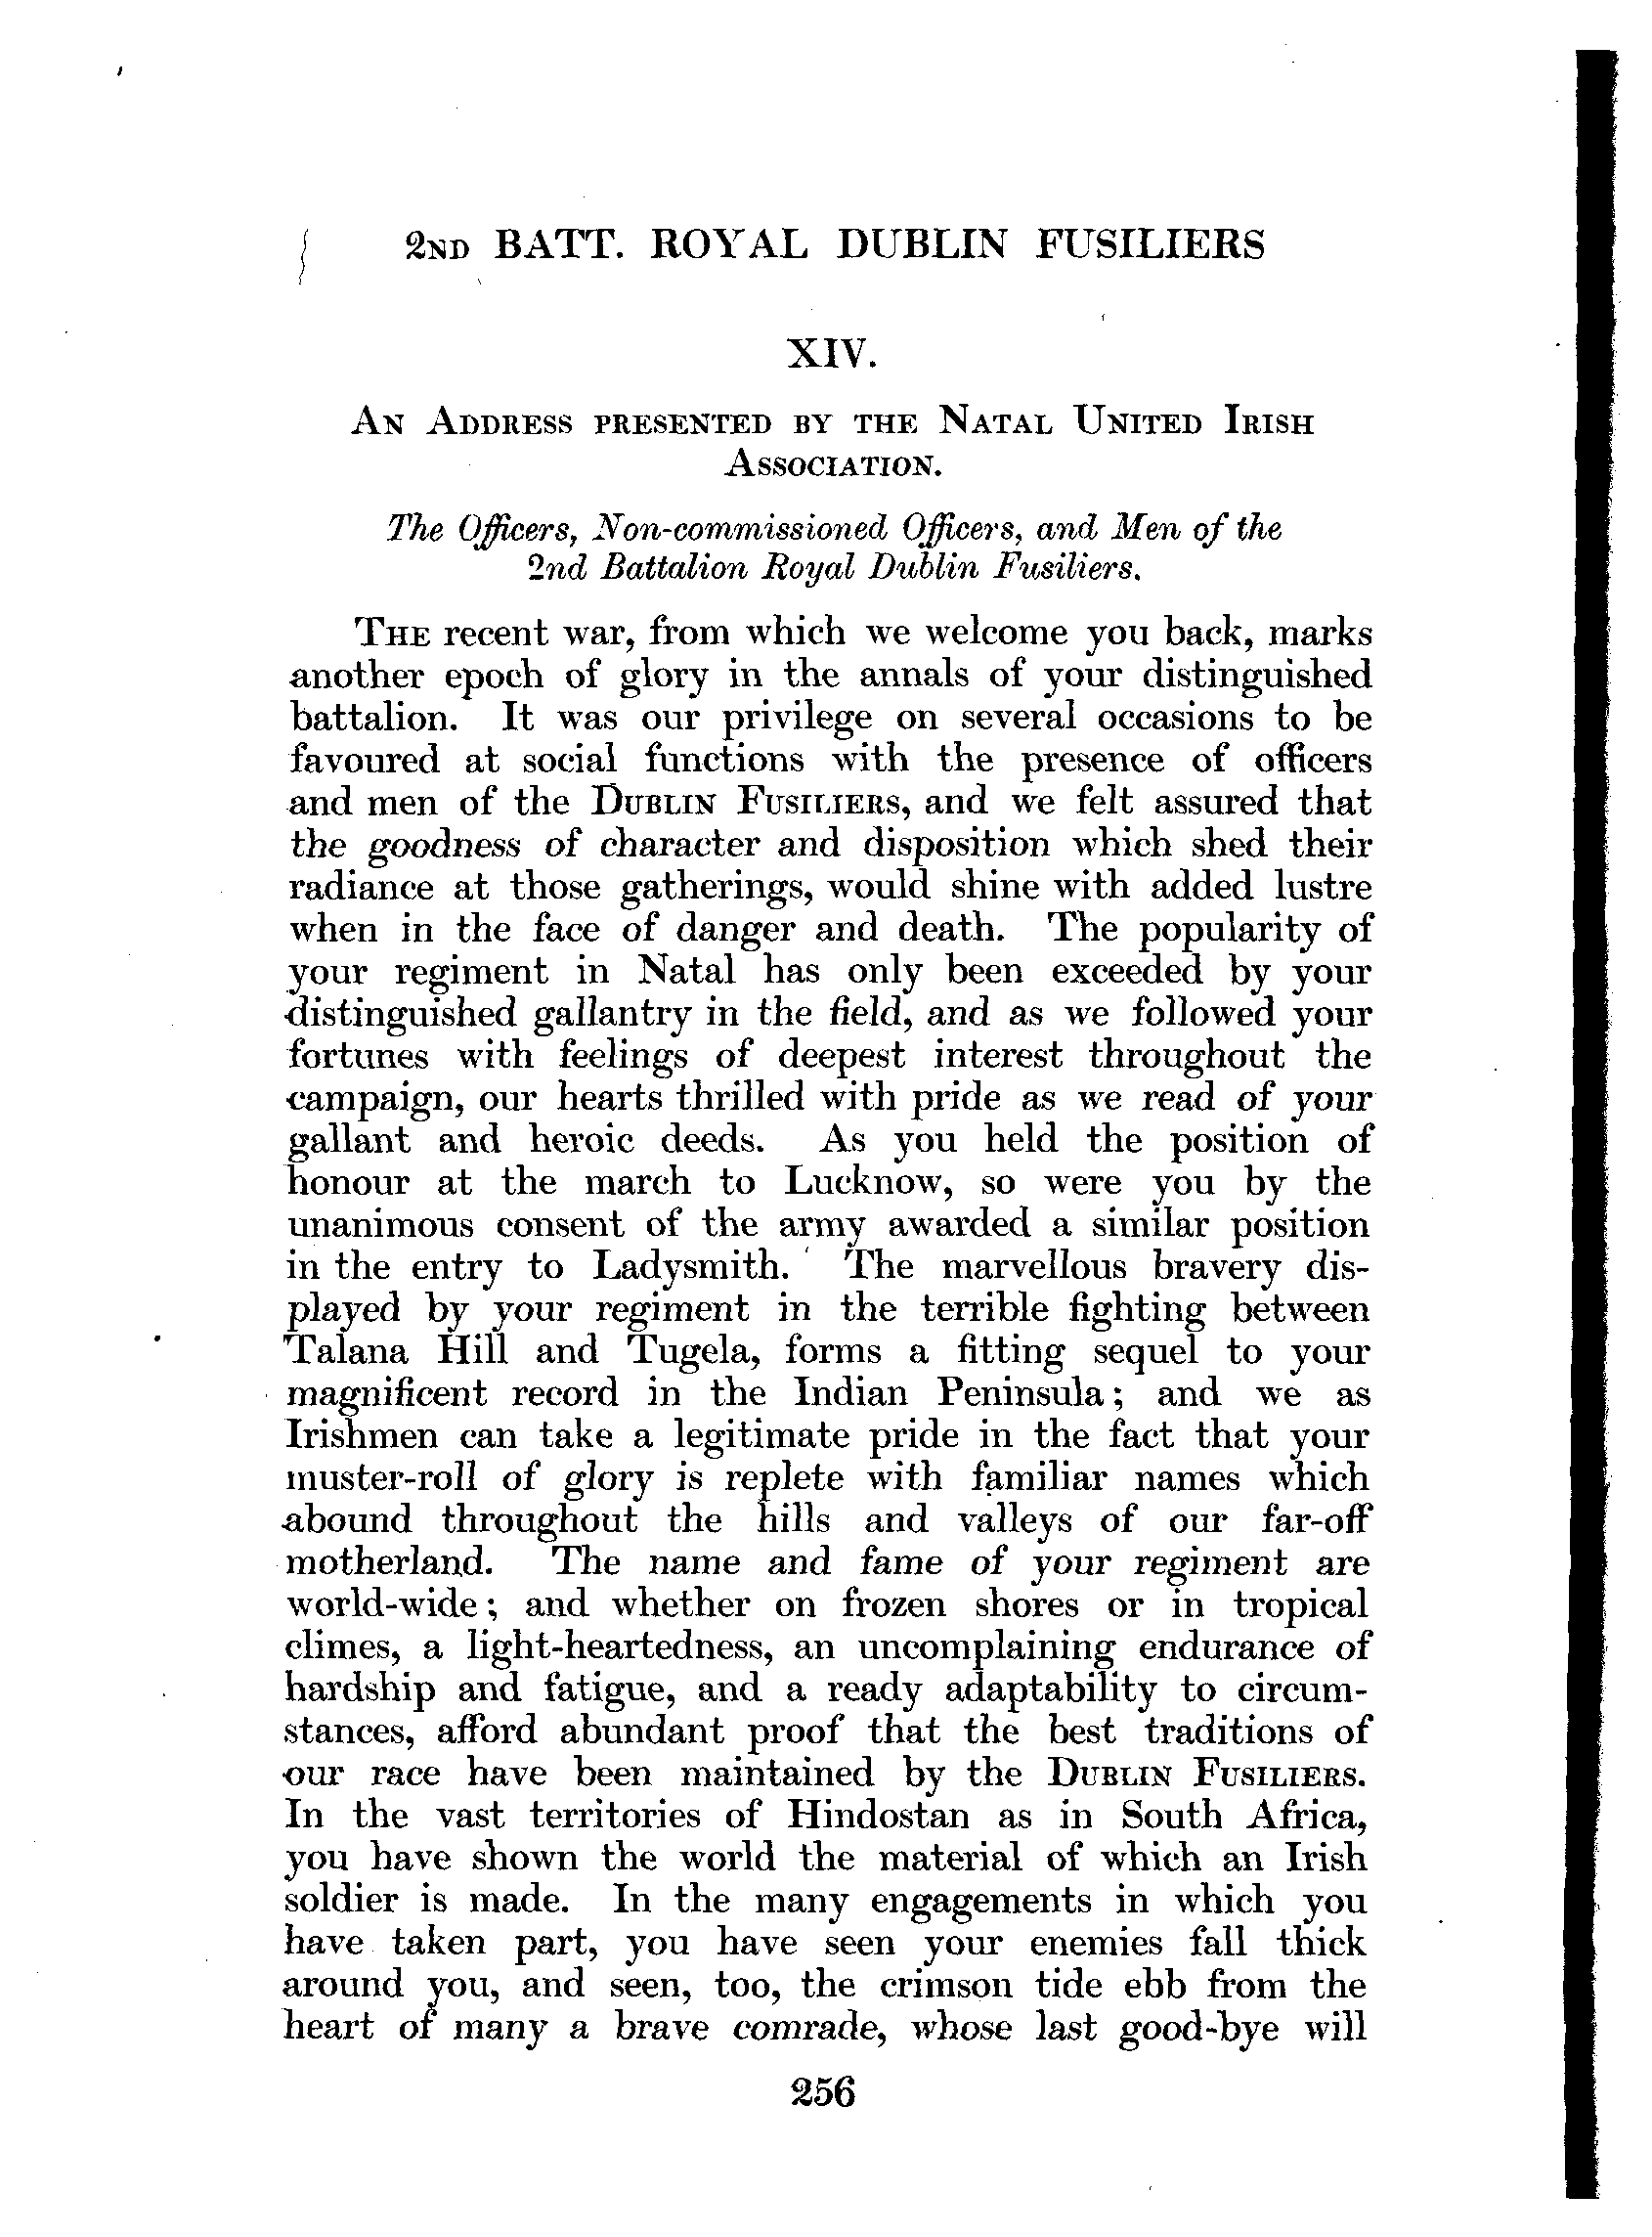 2ND BATT. ROYAL DUBLIN FUSILIERS
XIV.
AN ADDRESS PRESENTED BY THE NATAL UNITED IRISH
ASSOCIATION.
The Officers, Non-commissioned Officers, and Men of the
2nd Battalion Royal Dublin Fusiliers.
THE recent war, from which we welcome you back, marks
another epoch of glory in the annals of your distinguished
battalion. It was our privilege on several occasions to be
favoured at social functions with the presence of officers
and men of the DUBLIN FUSILIERS, and we felt assured that
the goodness of character and disposition which shed their
radiance at those gatherings, would shine with added lustre
when in the face of danger and death. The popularity of
your regiment in Natal has only been exceeded by your
distinguished gallantry in the field, and as we followed your
fortunes with feelings of deepest interest throughout the
campaign, our hearts thrilled with pride as we read of your
gallant and heroic deeds. As you held the position of
honour at the march to Lucknow, so were you by the
unanimous consent of the army awarded a similar position
in the entry to Ladysmith. The marvellous bravery dis-
played by your regiment in the terrible fighting between
Talana Hill and Tugela, forms a fitting sequel to your
magnificent record in the Indian Peninsula; and we as
Irishmen can take a legitimate pride in the fact that your
muster-roll of glory is replete with familiar names which
abound throughout the hills and valleys of our far-off
motherland. The name and fame of your regiment are
world-wide; and whether on frozen shores or in tropical
climes, a light-heartedness, an uncomplaining endurance of
hardship and fatigue, and a ready adaptability to circum-
stances, afford abundant proof that the best traditions of
our race have been maintained by the DUBLIN FUSILIERS.
In the vast territories of Hindostan as in South Africa,
you have shown the world the material of which an Irish
soldier is made. In the many engagements in which you
have taken part, you have seen your enemies fall thick
around you, and seen, too, the crimson tide ebb from the
heart of many a brave comrade, whose last good-bye will
256